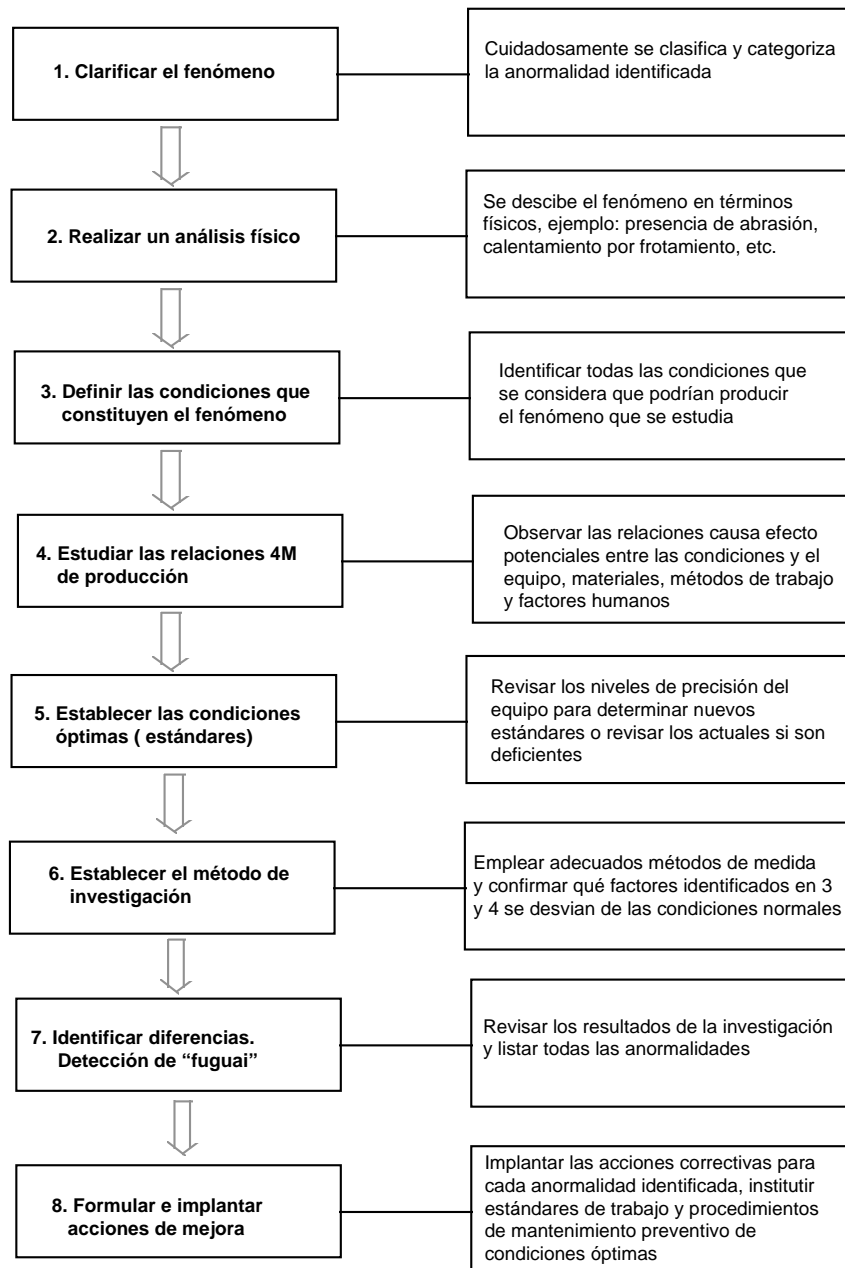 1. Clarificar el fenómeno
Cuidadosamente se clasifica y categoriza
la anormalidad identificada
2. Realizar un análisis físico
Se descibe el fenómeno en términos
físicos, ejemplo: presencia de abrasión,
calentamiento por frotamiento, etc.
3. Definir las condiciones que
constituyen el fenómeno
Identificar todas las condiciones que
se considera que podrían producir
el fenómeno que se estudia
4. Estudiar las relaciones 4M
de producción
Observar las relaciones causa efecto
potenciales entre las condiciones y el
equipo, materiales, métodos de trabajo
y factores humanos
5. Establecer las condiciones
óptimas ( estándares)
Revisar los niveles de precisión del
equipo para determinar nuevos
estándares o revisar los actuales si son
deficientes
6. Establecer el método de
investigación
Emplear adecuados métodos de medida
y confirmar qué factores identificados en 3
y 4 se desvian de las condiciones normales
7. Identificar diferencias.
Detección de “fuguai”
Revisar los resultados de la investigación
y listar todas las anormalidades
8. Formular e implantar
acciones de mejora
Implantar las acciones correctivas para
cada anormalidad identificada, institutir
estándares de trabajo y procedimientos
de mantenimiento preventivo de
condiciones óptimas